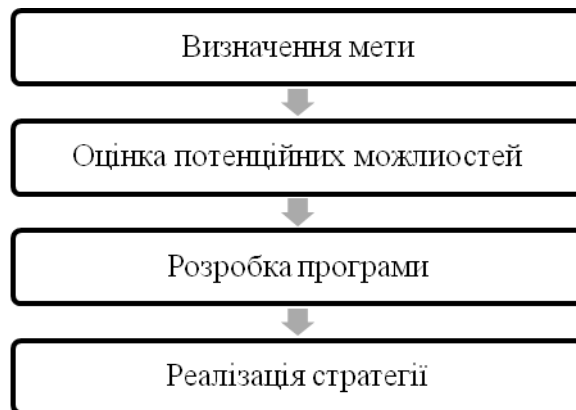 Визначення мети
Оцінка потенційних можлиостей
Розробка програми
Реалізація стратегії